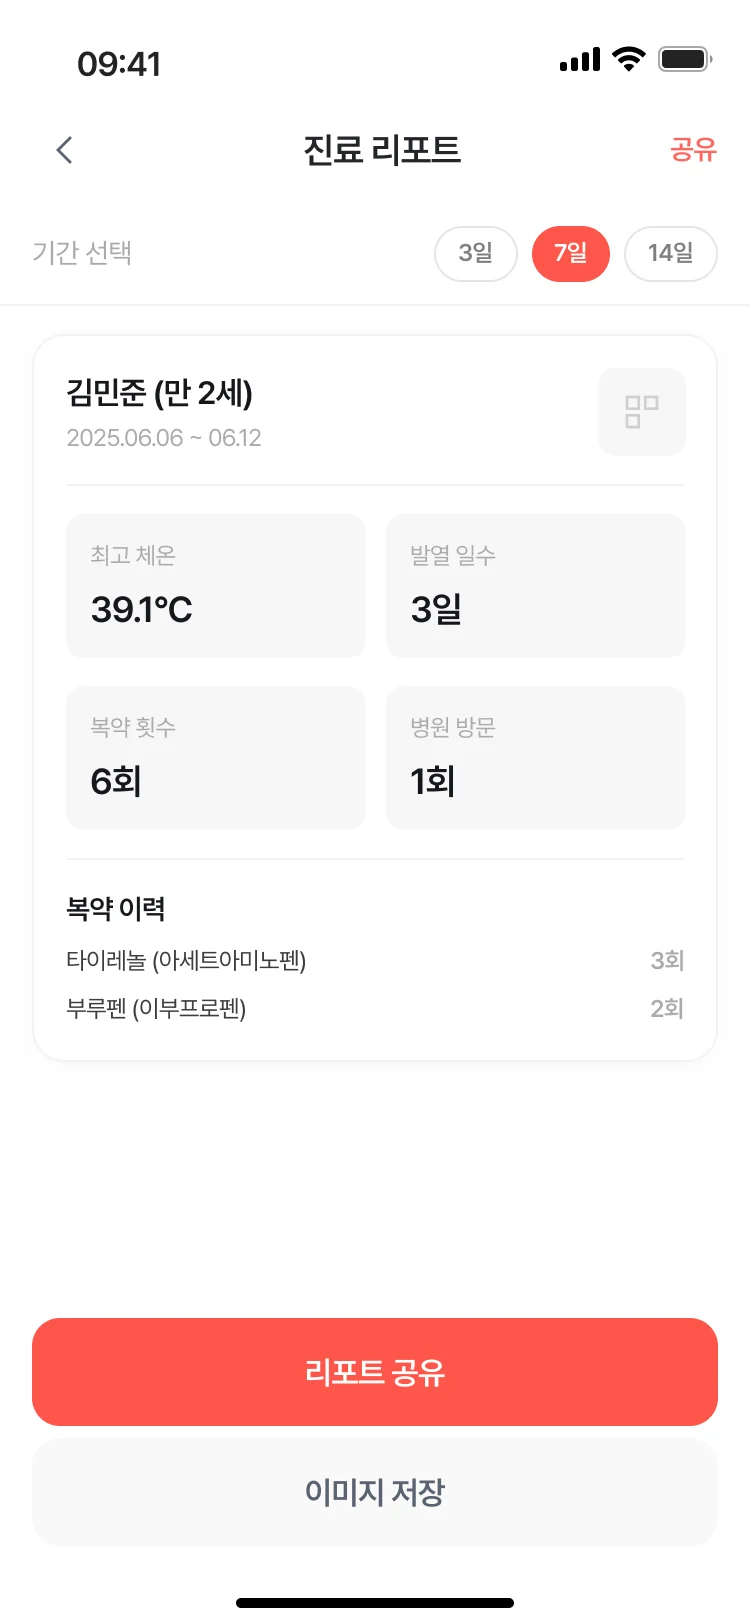 09:41
진료 리포트
공유
기간 선택
3일
7일
14일
김민준 (만 2세)
2025.06.06 ~ 06.12
최고 체온
발열 일수
39.1°C
3일
복약 횟수
병원 방문
6회
1회
복약 이력
타이레놀 (아세트아미노펜)
3회
부루펜 (이부프로펜)
2회
리포트 공유
이미지 저장